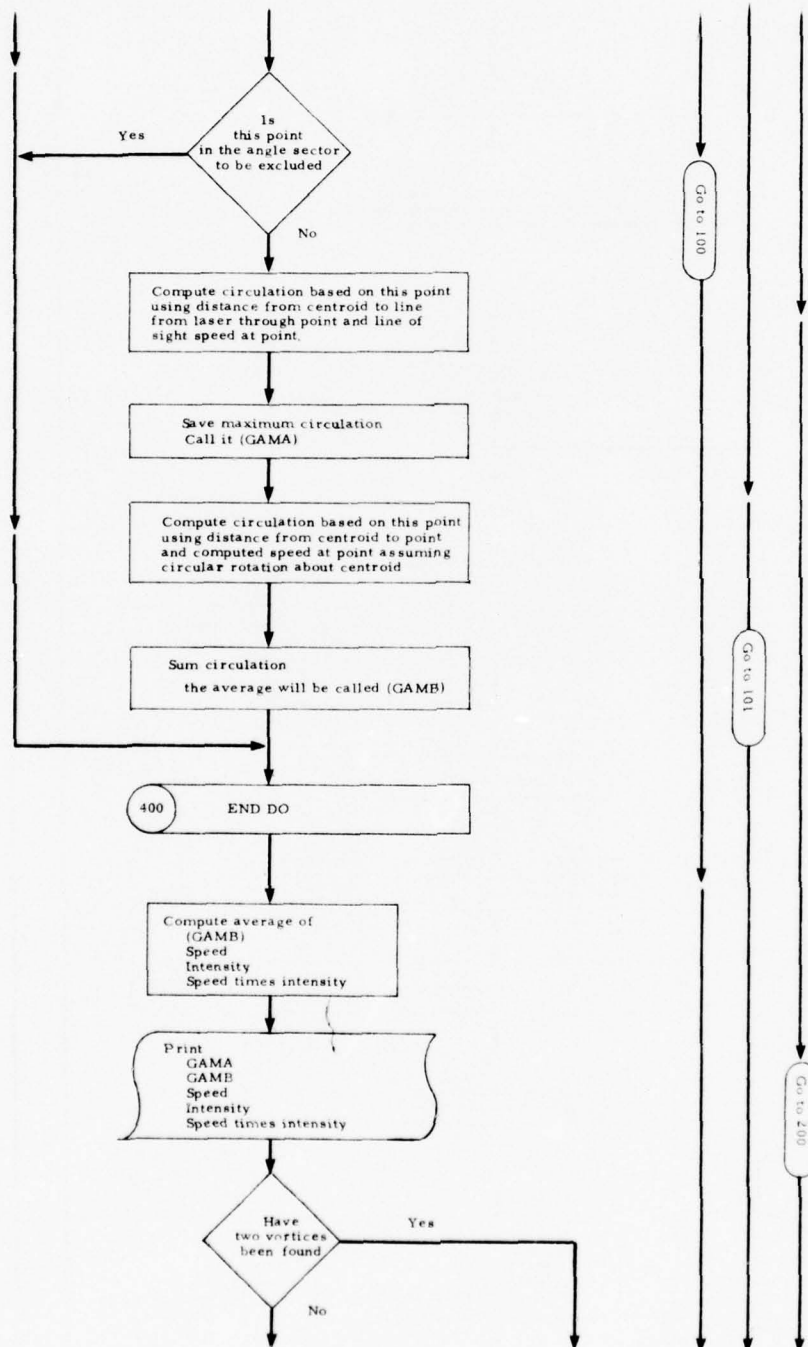 Is
this point
in the angle sector
to be excluded
Yes
No
Go to 100
Compute circulation based on this point
using distance from centroid to line
from laser through point and line of
sight speed at point.
Save maximum circulation
Call it (GAMA)
Compute circulation based on this point
using distance from centroid to point
and computed speed at point assuming
circular rotation about centroid
Go to 101
Sum circulation
the average will be called (GAMB)
400
END DO
Compute average of
(GAMB)
Speed
Intensity
Speed times intensity
Print
GAMA
GAMB
Speed
Intensity
Speed times intensity
Go to 200
Have
two vortices
been found
Yes
No